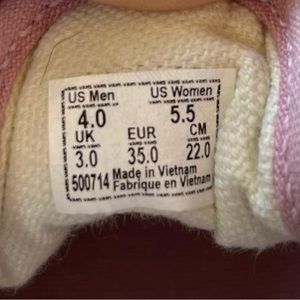 US Men US Women
4.0 5.5
UK EUR CM
3.0 35.0 22.0
500714 Made in Vietnam
Fabrique en Vietnam